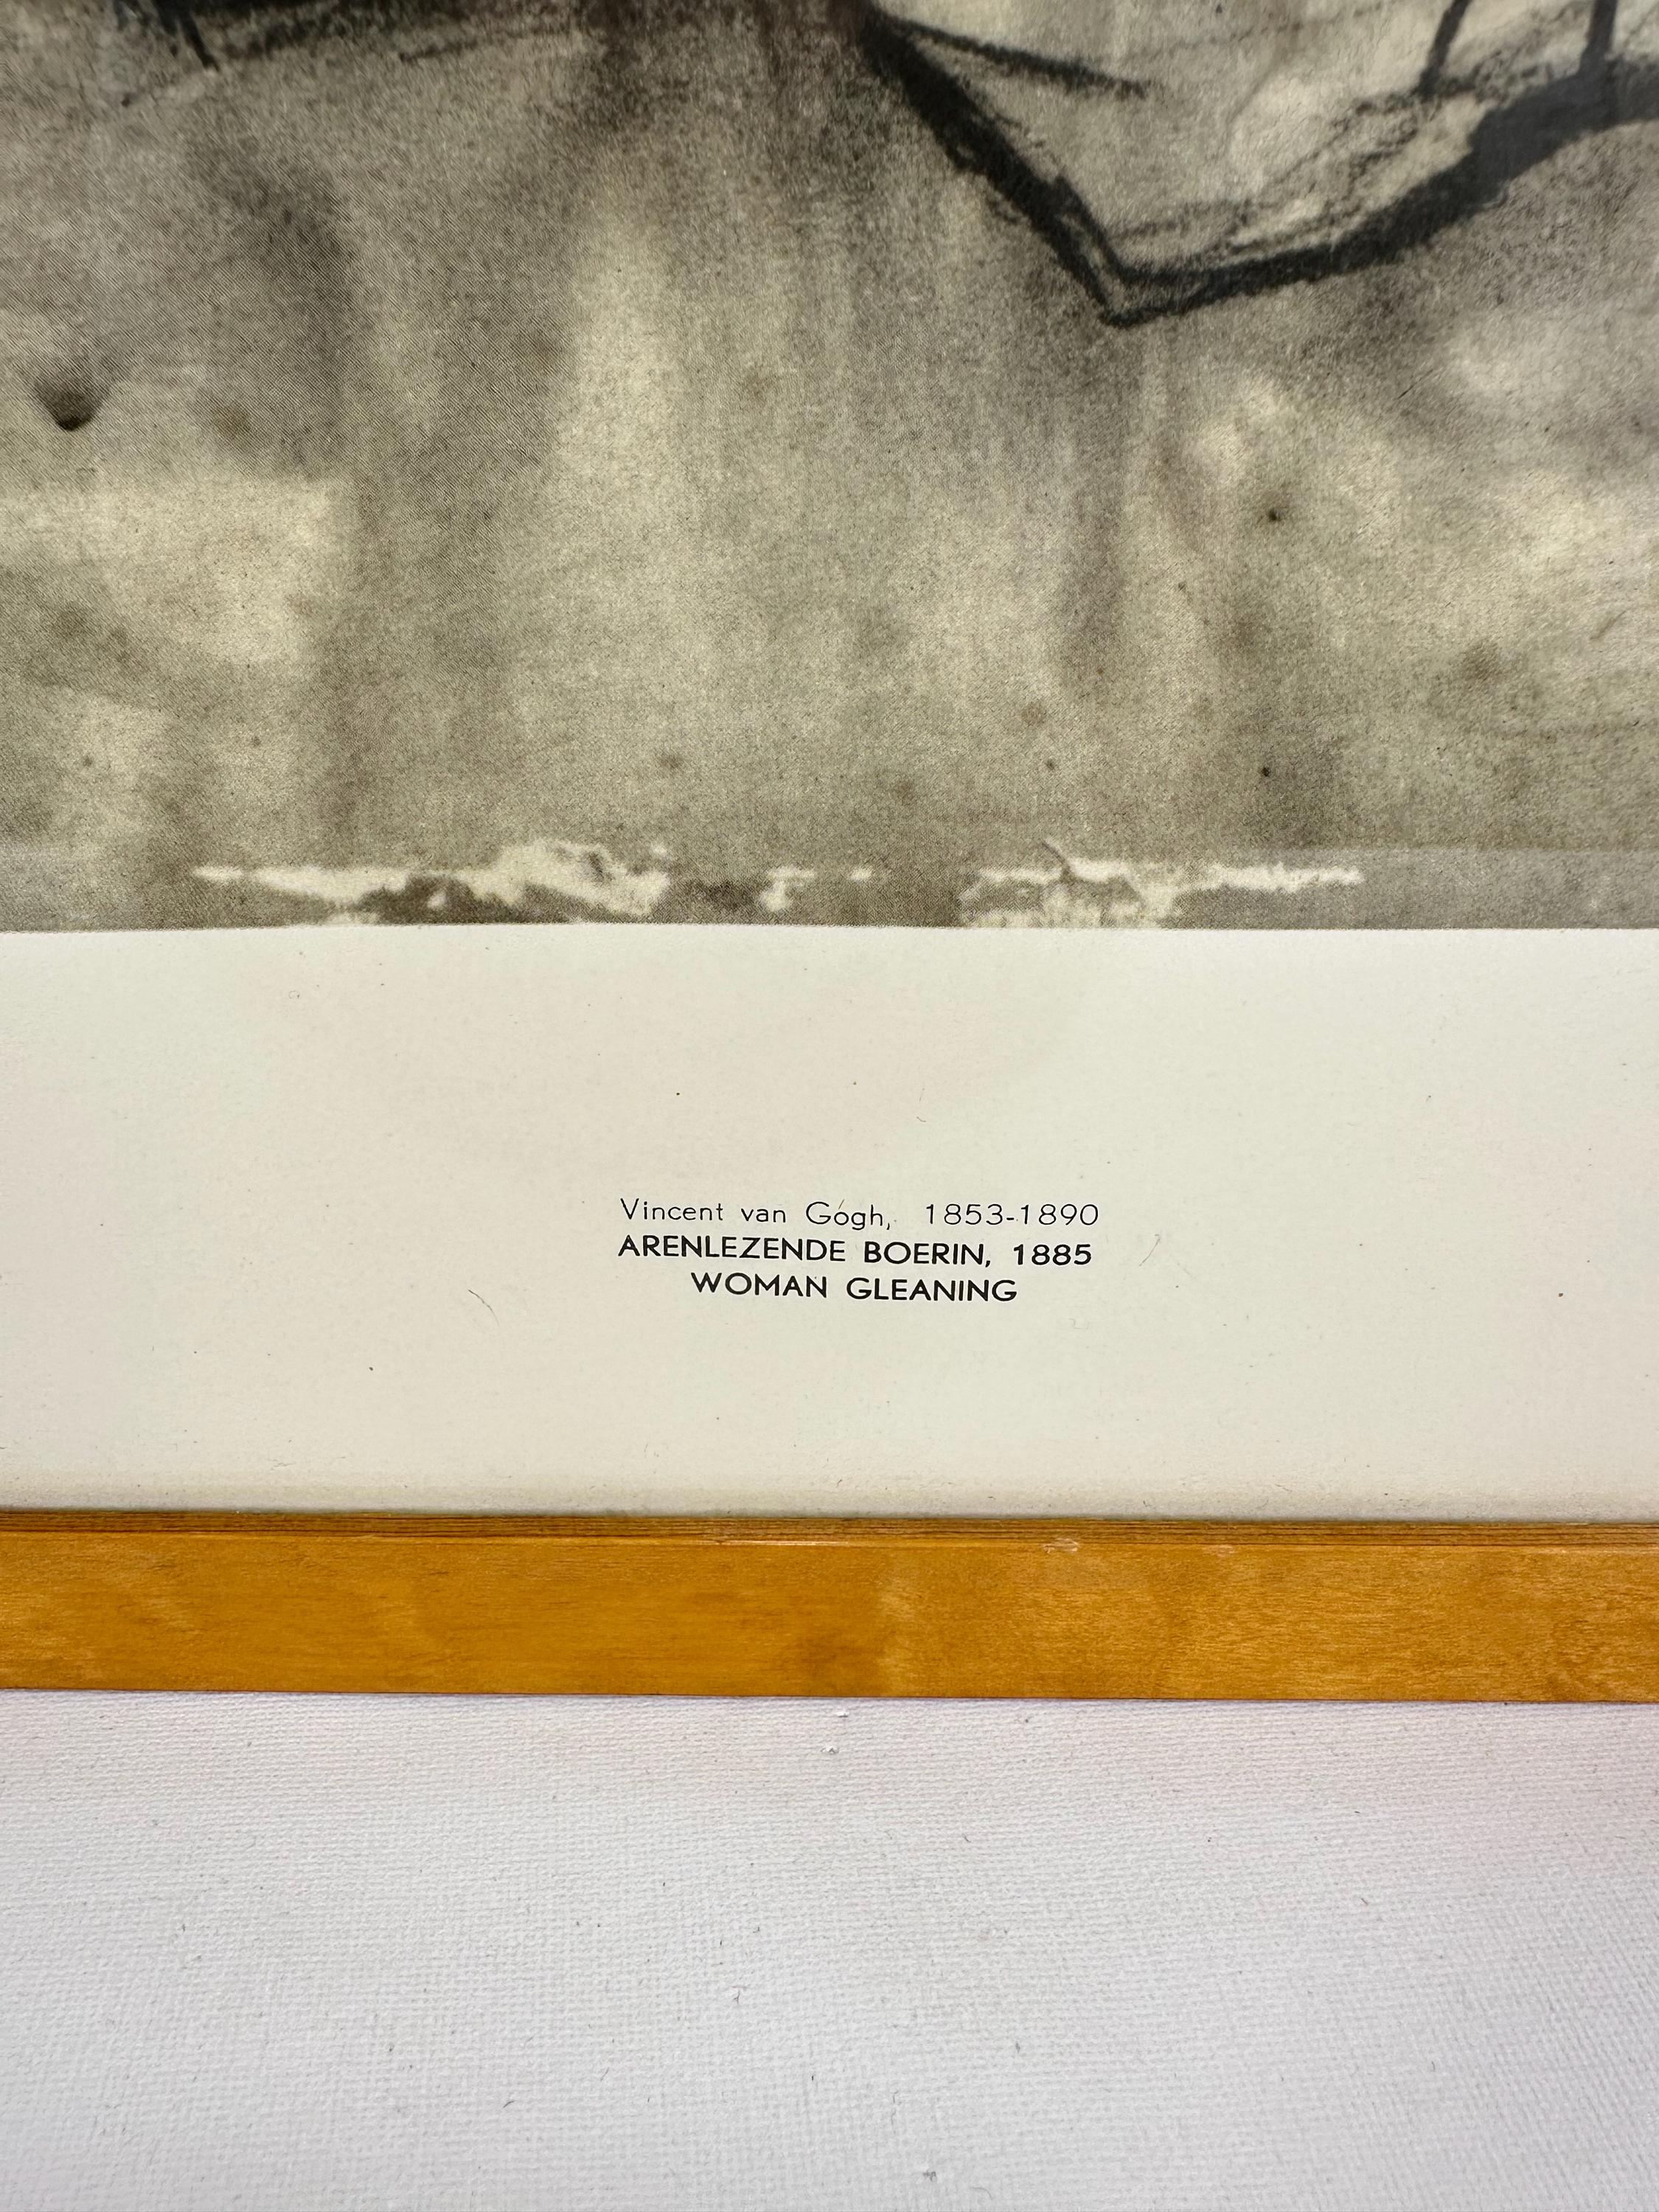 Vincent van Gogh, 1853-1890
ARENLEZENDE BOERIN, 1885
WOMAN GLEANING